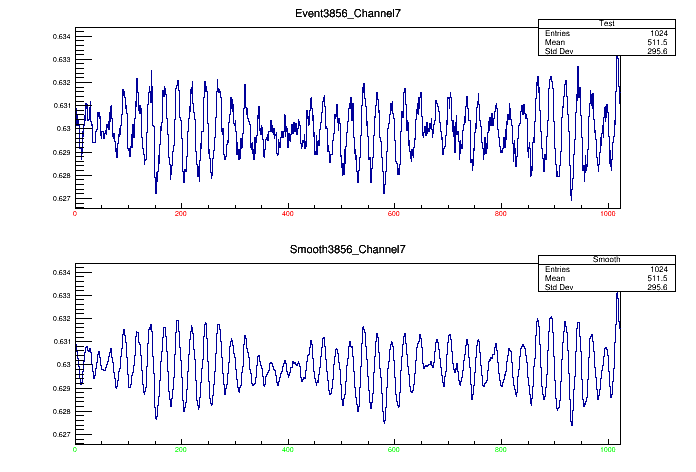 Event3856_Channel7
Test
Entries 1024
Mean 511.5
Std Dev 295.6
0.634
0.633
0.632
0.631
0.63
0.629
0.628
0.627
0 200 400 600 800 1000
Smooth3856_Channel7
Smooth
Entries 1024
Mean 511.5
Std Dev 295.6
0.634
0.633
0.632
0.631
0.63
0.629
0.628
0.627
0 200 400 600 800 1000